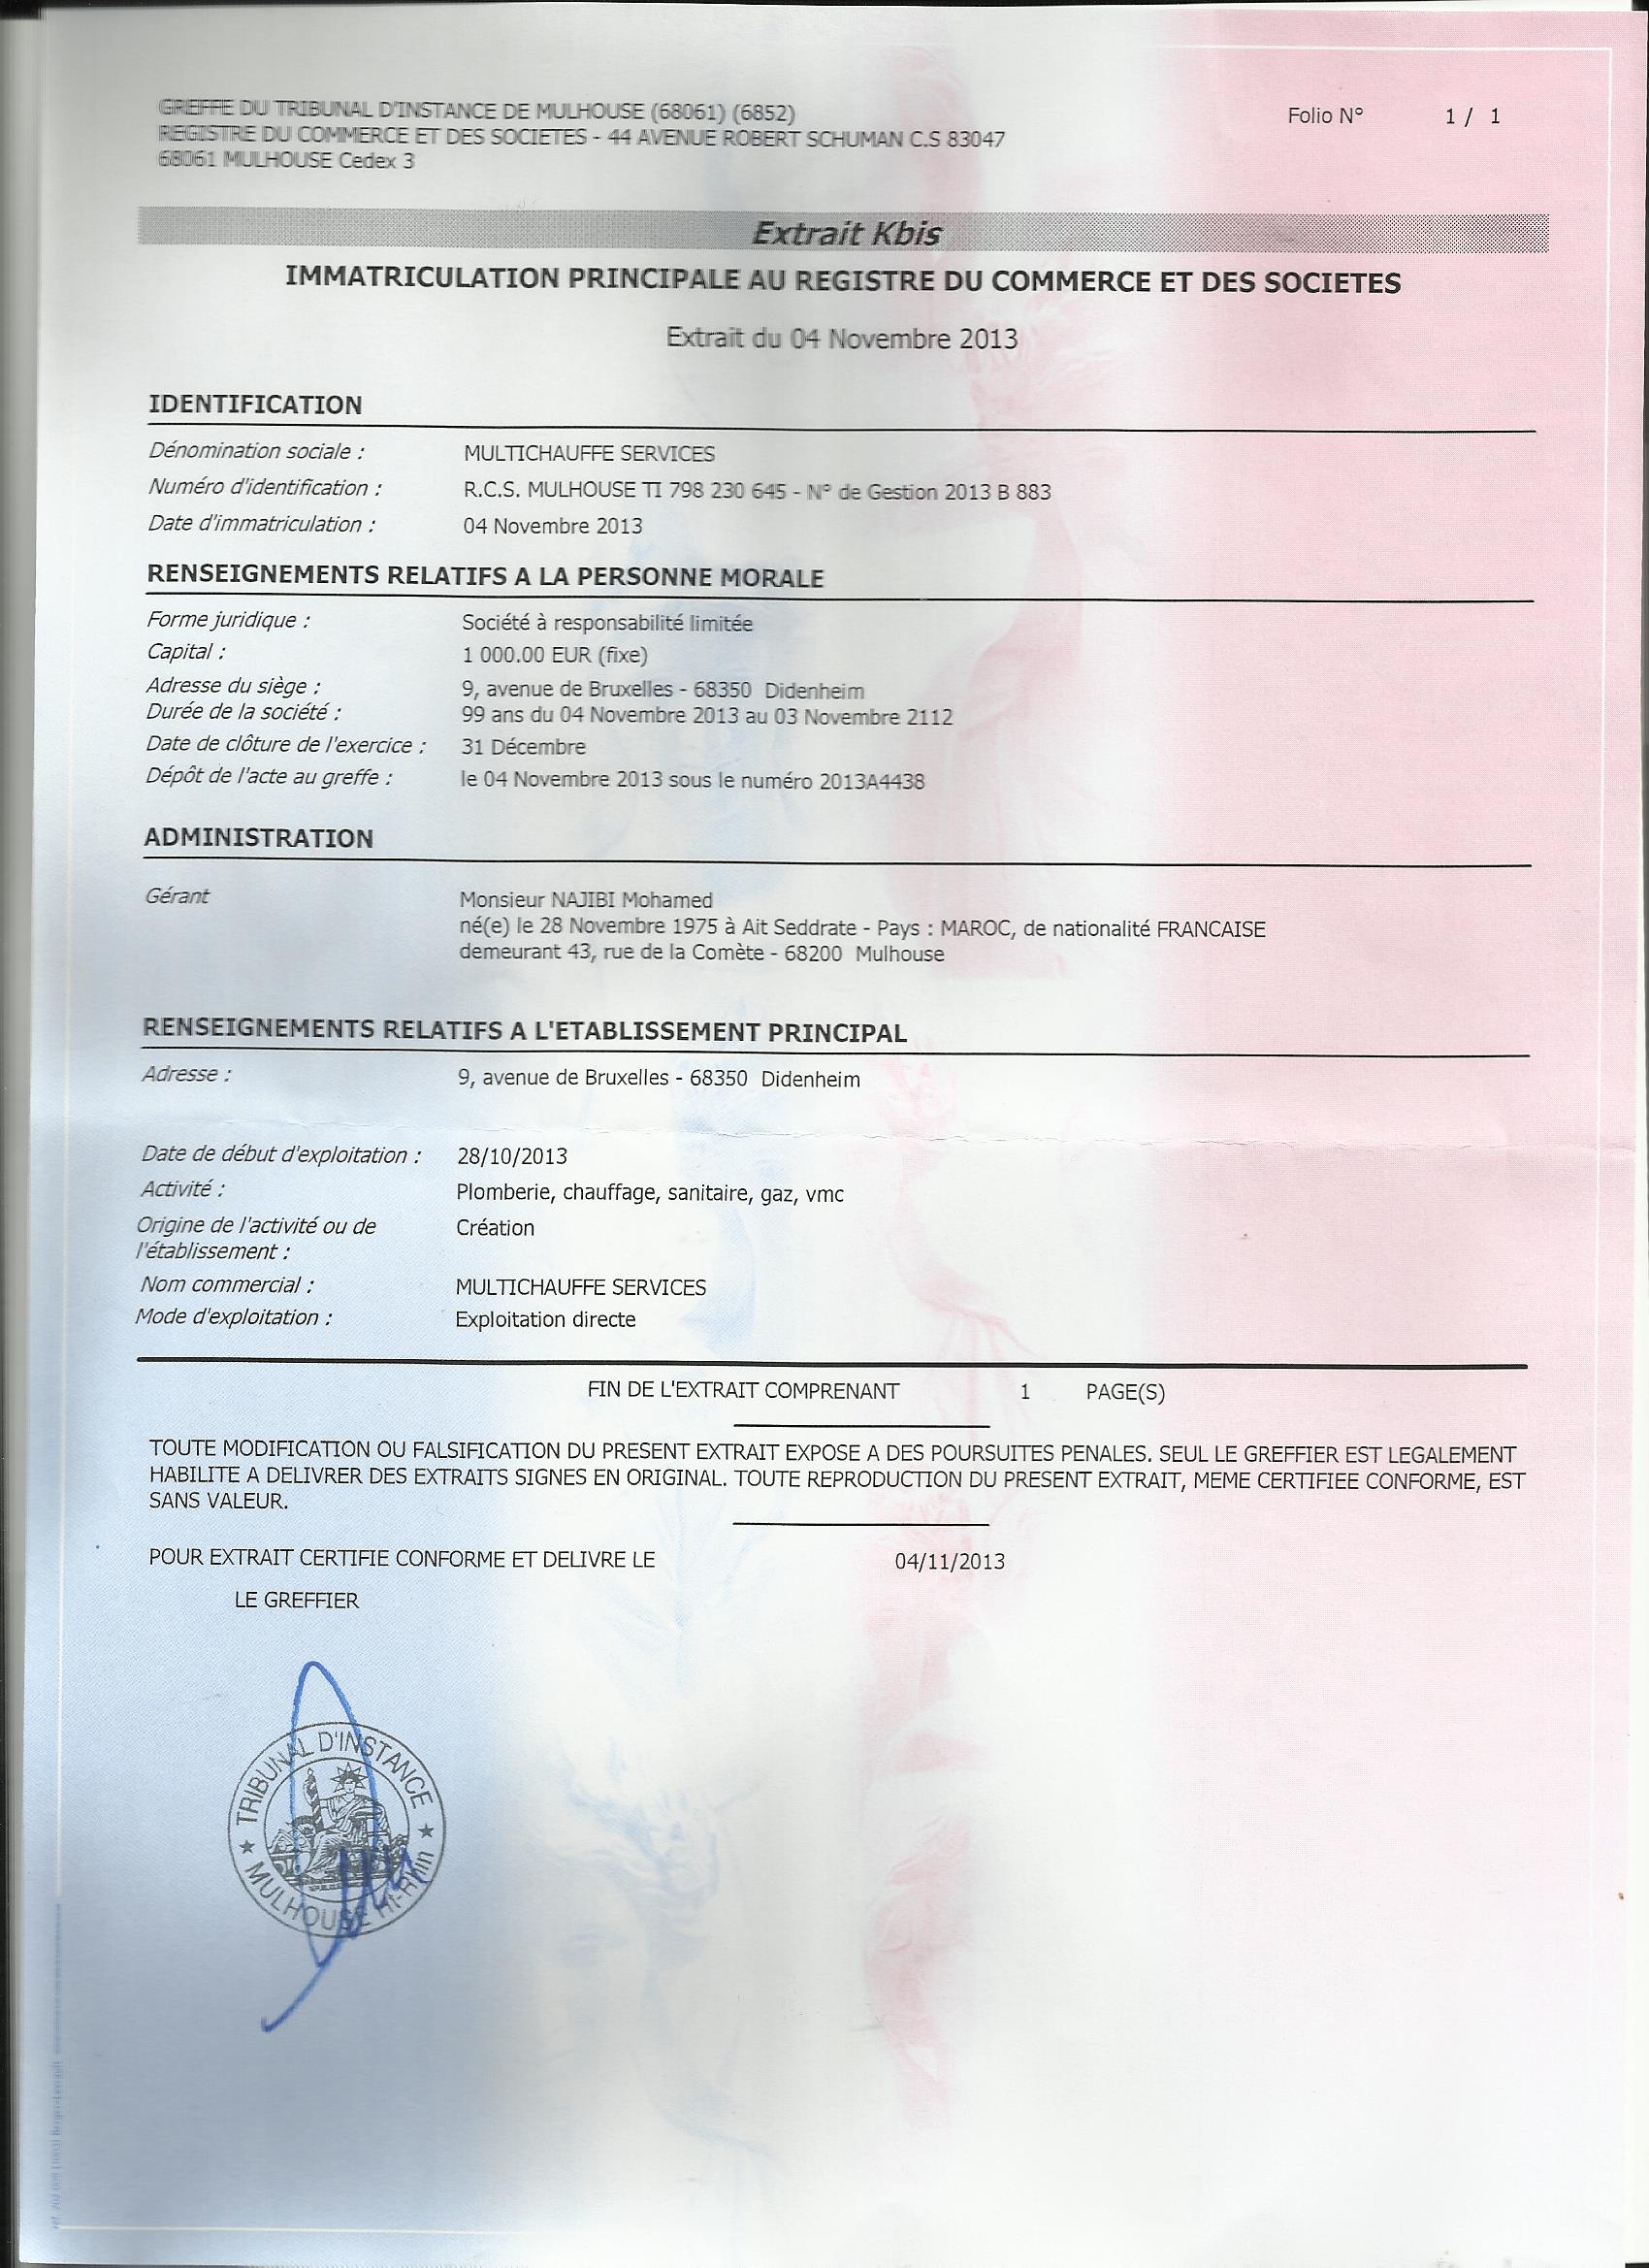 GREFFE DU TRIBUNAL D'INSTANCE DE MULHOUSE (68061) (6852)
REGISTRE DU COMMERCE ET DES SOCIETES - 44 AVENUE ROBERT SCHUMAN C.S 83047
68061 MULHOUSE Cedex 3
Folio N° 1 / 1
Extrait Kbis
IMMATRICULATION PRINCIPALE AU REGISTRE DU COMMERCE ET DES SOCIETES
Extrait du 04 Novembre 2013
IDENTIFICATION
Dénomination sociale : MULTICHAUFFE SERVICES
Numéro d'identification : R.C.S. MULHOUSE TI 798 230 645 - N° de Gestion 2013 B 883
Date d'immatriculation : 04 Novembre 2013
RENSEIGNEMENTS RELATIFS A LA PERSONNE MORALE
Forme juridique : Société à responsabilité limitée
Capital : 1 000.00 EUR (fixe)
Adresse du siège : 9, avenue de Bruxelles - 68350 Didenheim
Durée de la société : 99 ans du 04 Novembre 2013 au 03 Novembre 2112
Date de clôture de l'exercice : 31 Décembre
Dépôt de l'acte au greffe : le 04 Novembre 2013 sous le numéro 2013A4438
ADMINISTRATION
Gérant Monsieur NAJIBI Mohamed
né(e) le 28 Novembre 1975 à Ait Seddrate - Pays : MAROC, de nationalité FRANCAISE
demeurant 43, rue de la Comète - 68200 Mulhouse
RENSEIGNEMENTS RELATIFS A L'ETABLISSEMENT PRINCIPAL
Adresse : 9, avenue de Bruxelles - 68350 Didenheim
Date de début d'exploitation : 28/10/2013
Activité : Plomberie, chauffage, sanitaire, gaz, vmc
Origine de l'activité ou de Création
l'établissement :
Nom commercial : MULTICHAUFFE SERVICES
Mode d'exploitation : Exploitation directe
FIN DE L'EXTRAIT COMPRENANT 1 PAGE(S)
TOUTE MODIFICATION OU FALSIFICATION DU PRESENT EXTRAIT EXPOSE A DES POURSUITES PENALES. SEUL LE GREFFIER EST LEGALEMENT
HABILITE A DELIVRER DES EXTRAITS SIGNES EN ORIGINAL. TOUTE REPRODUCTION DU PRESENT EXTRAIT, MEME CERTIFIEE CONFORME, EST
SANS VALEUR.
POUR EXTRAIT CERTIFIE CONFORME ET DELIVRE LE 04/11/2013
LE GREFFIER
TRIBUNAL D'INSTANCE
MULHOUSE Ht-Rhin